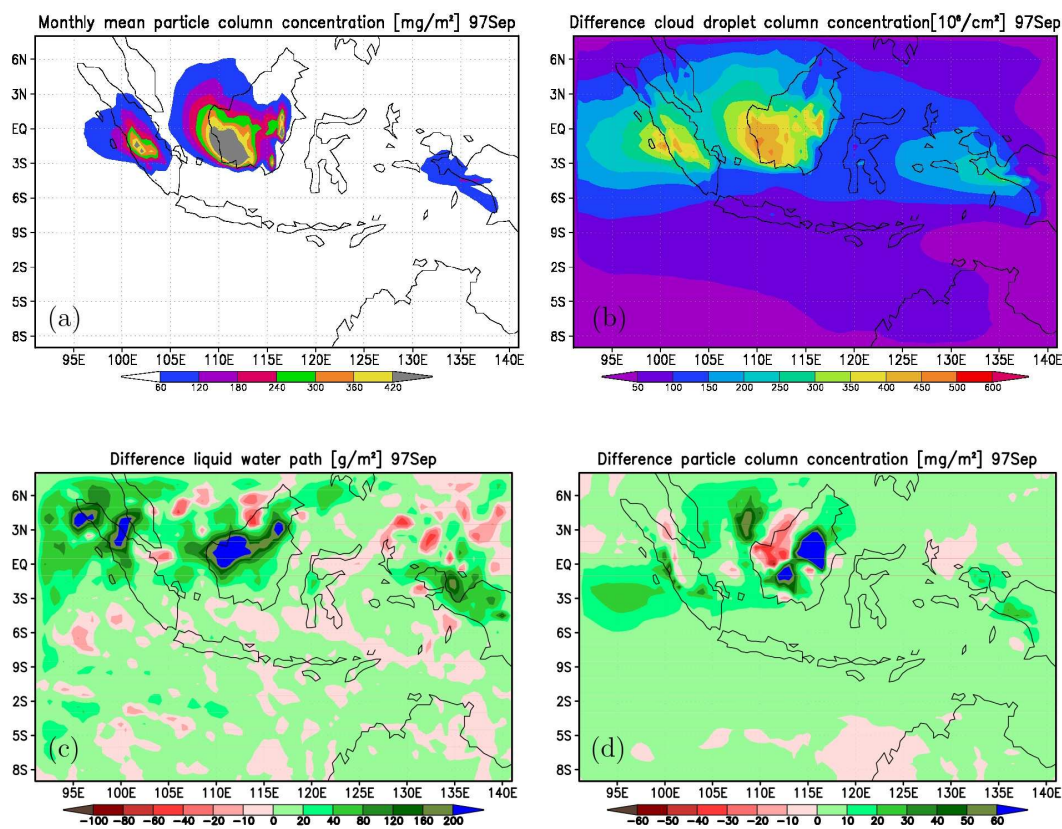 Monthly mean particle column concentration [mg/m²] 97Sep
6N
3N
EQ
3S
6S
9S
2S
5S
8S
(a)
95E 100E 105E 110E 115E 120E 125E 130E 135E 140E
60 120 180 240 300 360 420
Difference cloud droplet column concentration[10⁶/cm²] 97Sep
6N
3N
EQ
3S
6S
9S
2S
5S
8S
(b)
95E 100E 105E 110E 115E 120E 125E 130E 135E 140E
50 100 150 200 250 300 350 400 450 500 600
Difference liquid water path [g/m²] 97Sep
6N
3N
EQ
3S
6S
9S
2S
5S
8S
(c)
95E 100E 105E 110E 115E 120E 125E 130E 135E 140E
-100 -80 -60 -40 -20 -10 0 20 40 80 120 160 200
Difference particle column concentration [mg/m²] 97Sep
6N
3N
EQ
3S
6S
9S
2S
5S
8S
(d)
95E 100E 105E 110E 115E 120E 125E 130E 135E 140E
-60 -50 -40 -30 -20 -10 0 10 20 30 40 50 60